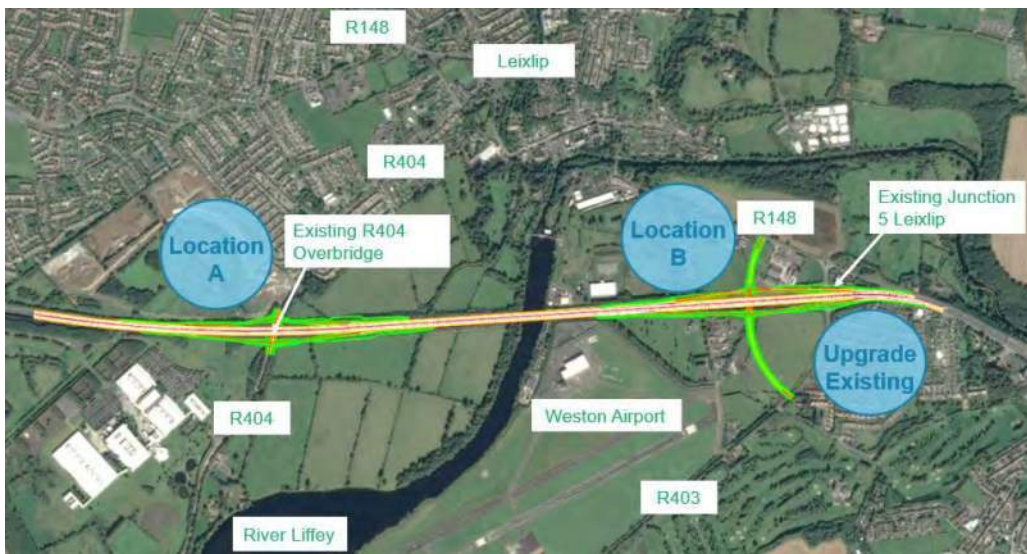 R148
Leixlip
R404
Existing Junction
5 Leixlip
Location
A
Existing R404
Overbridge
Location
B
R148
Upgrade
Existing
R404
Weston Airport
R403
River Liffey